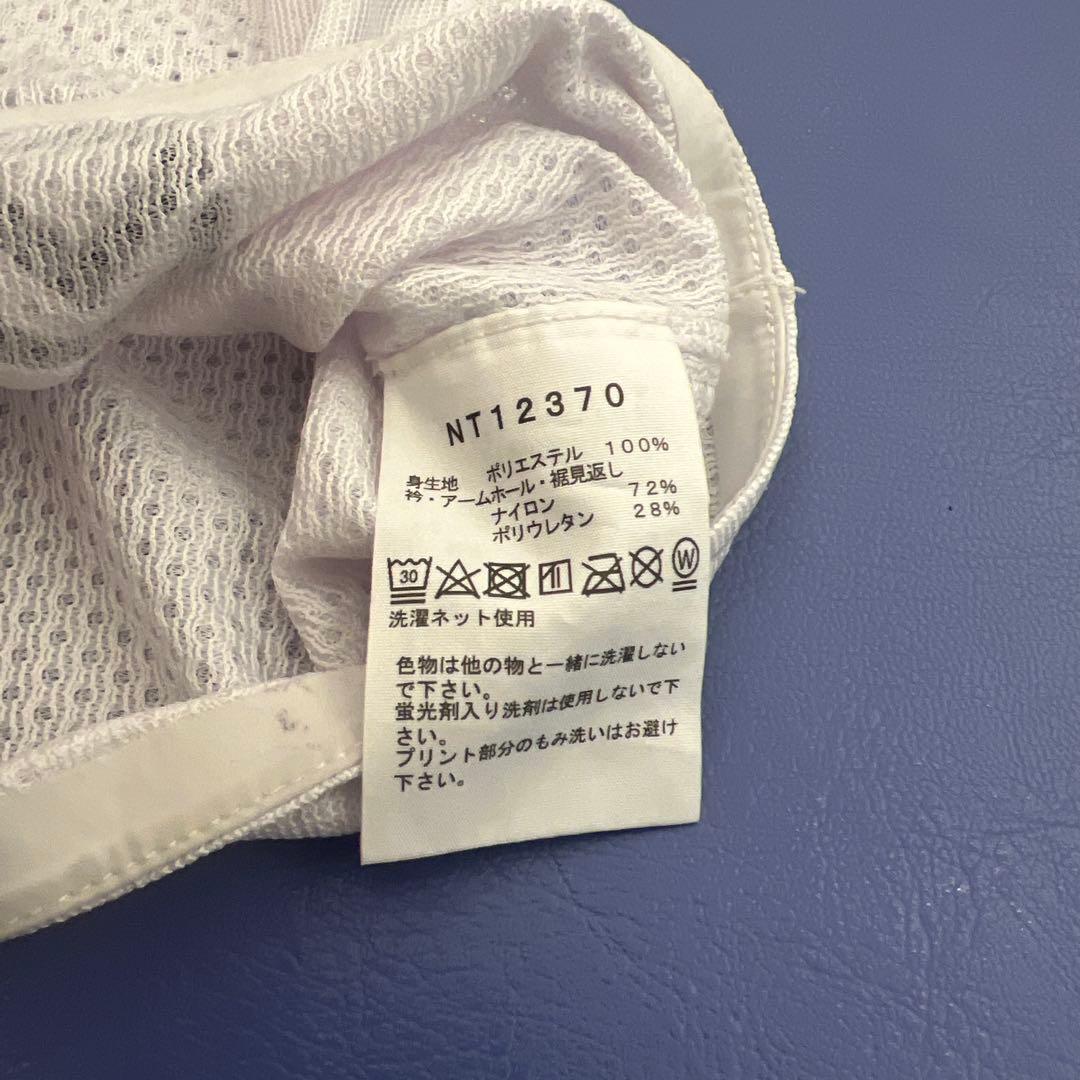 NT12370
身生地 ポリエステル 100%
衿・アームホール・裾見返し
ナイロン 72%
ポリウレタン 28%
30 W
洗濯ネット使用
色物は他の物と一緒に洗濯しない
で下さい。
蛍光剤入り洗剤は使用しないで下
さい。
プリント部分のもみ洗いはお避け
下さい。